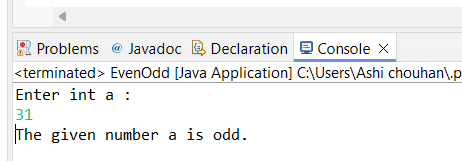 Problems @ Javadoc Declaration Console
<terminated> EvenOdd [Java Application] C:\Users\Ashi chouhan\.p
Enter int a :
31
The given number a is odd.